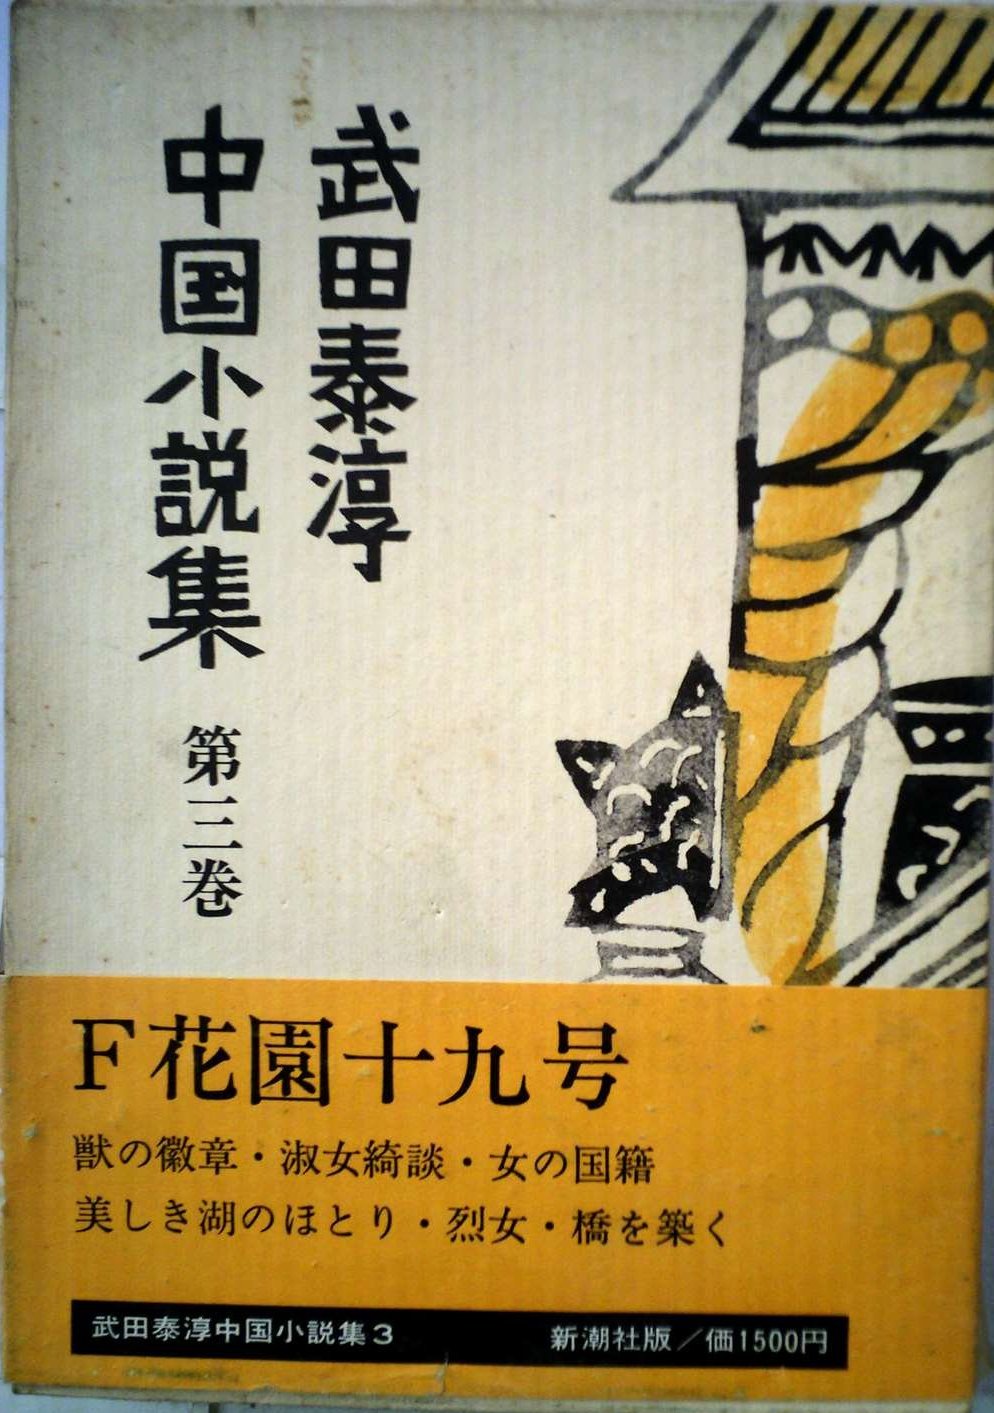 武田泰淳
中国小説集 第三巻
F花園十九号
獣の徽章・淑女綺談・女の国籍
美しき湖のほとり・烈女・橋を築く
武田泰淳中国小説集3 新潮社版／価1500円